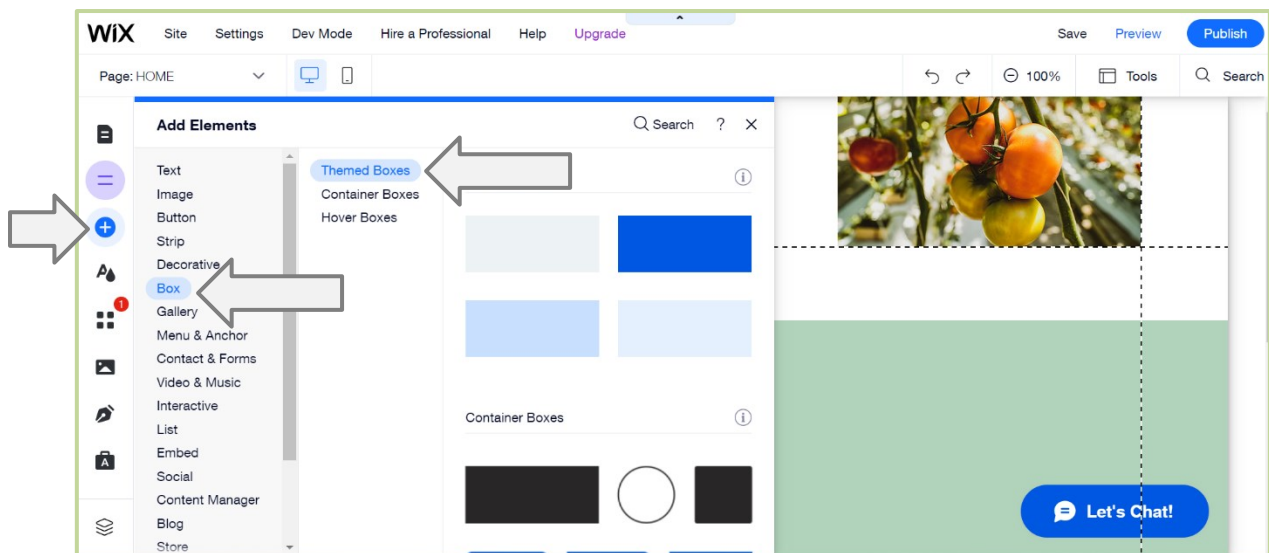 WiX Site Settings Dev Mode Hire a Professional Help Upgrade Save Preview Publish
Page: HOME 100% Tools Search
Add Elements Search ? ×
Text
Image
Button
Strip
Decorative
Box
Gallery
Menu & Anchor
Contact & Forms
Video & Music
Interactive
List
Embed
Social
Content Manager
Blog
Store
Themed Boxes
Container Boxes
Hover Boxes
i
Container Boxes i
1
A
A
Let's Chat!